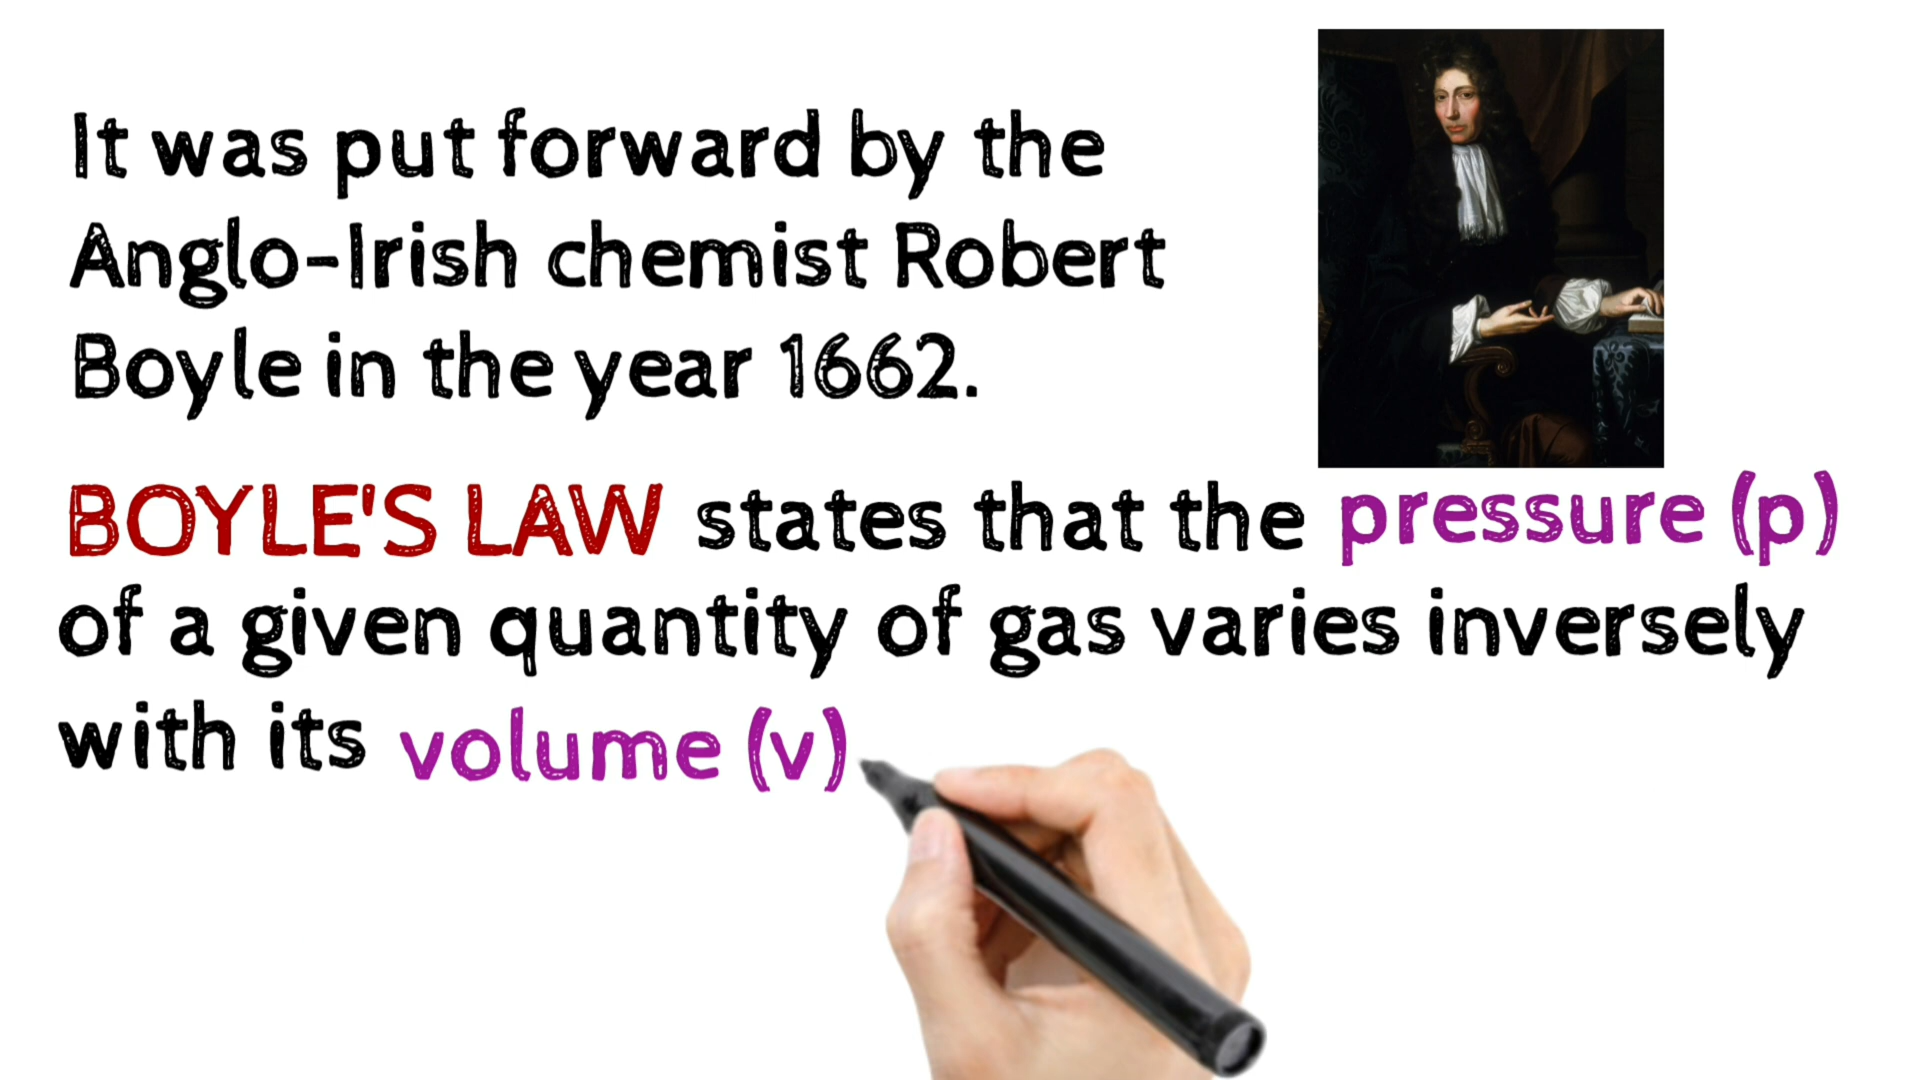 It was put forward by the
Anglo-Irish chemist Robert
Boyle in the year 1662.
BOYLE'S LAW states that the pressure (p)
of a given quantity of gas varies inversely
with its volume (v)